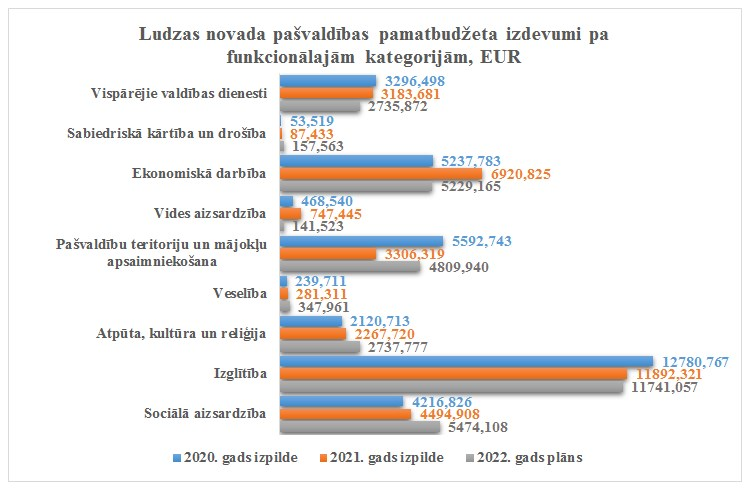 Ludzas novada pašvaldības pamatbudžeta izdevumi pa
funkcionālajām kategorijām, EUR
Vispārējie valdības dienesti
3296,498
3183,681
2735,872
Sabiedriskā kārtība un drošība
53,519
87,433
157,563
Ekonomiskā darbība
5237,783
6920,825
5229,165
Vides aizsardzība
468,540
747,445
141,523
Pašvaldību teritoriju un mājokļu
apsaimniekošana
5592,743
3306,319
4809,940
Veselība
239,711
281,311
347,961
Atpūta, kultūra un reliģija
2120,713
2267,720
2737,777
Izglītība
12780,767
11892,321
11741,057
Sociālā aizsardzība
4216,826
4494,908
5474,108
2020. gads izpilde 2021. gads izpilde 2022. gads plāns